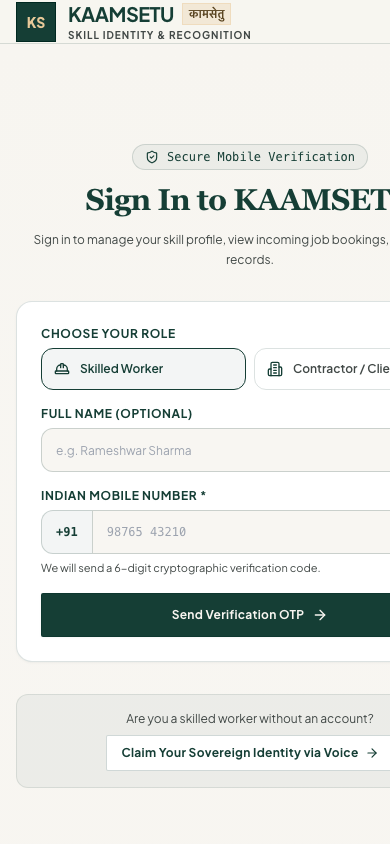 KS
KAAMSETU कामसेतु
SKILL IDENTITY & RECOGNITION
Secure Mobile Verification
Sign In to KAAMSET
Sign in to manage your skill profile, view incoming job bookings,
records.
CHOOSE YOUR ROLE
Skilled Worker
Contractor / Clie
FULL NAME (OPTIONAL)
e.g. Rameshwar Sharma
INDIAN MOBILE NUMBER *
+91 98765 43210
We will send a 6-digit cryptographic verification code.
Send Verification OTP →
Are you a skilled worker without an account?
Claim Your Sovereign Identity via Voice →